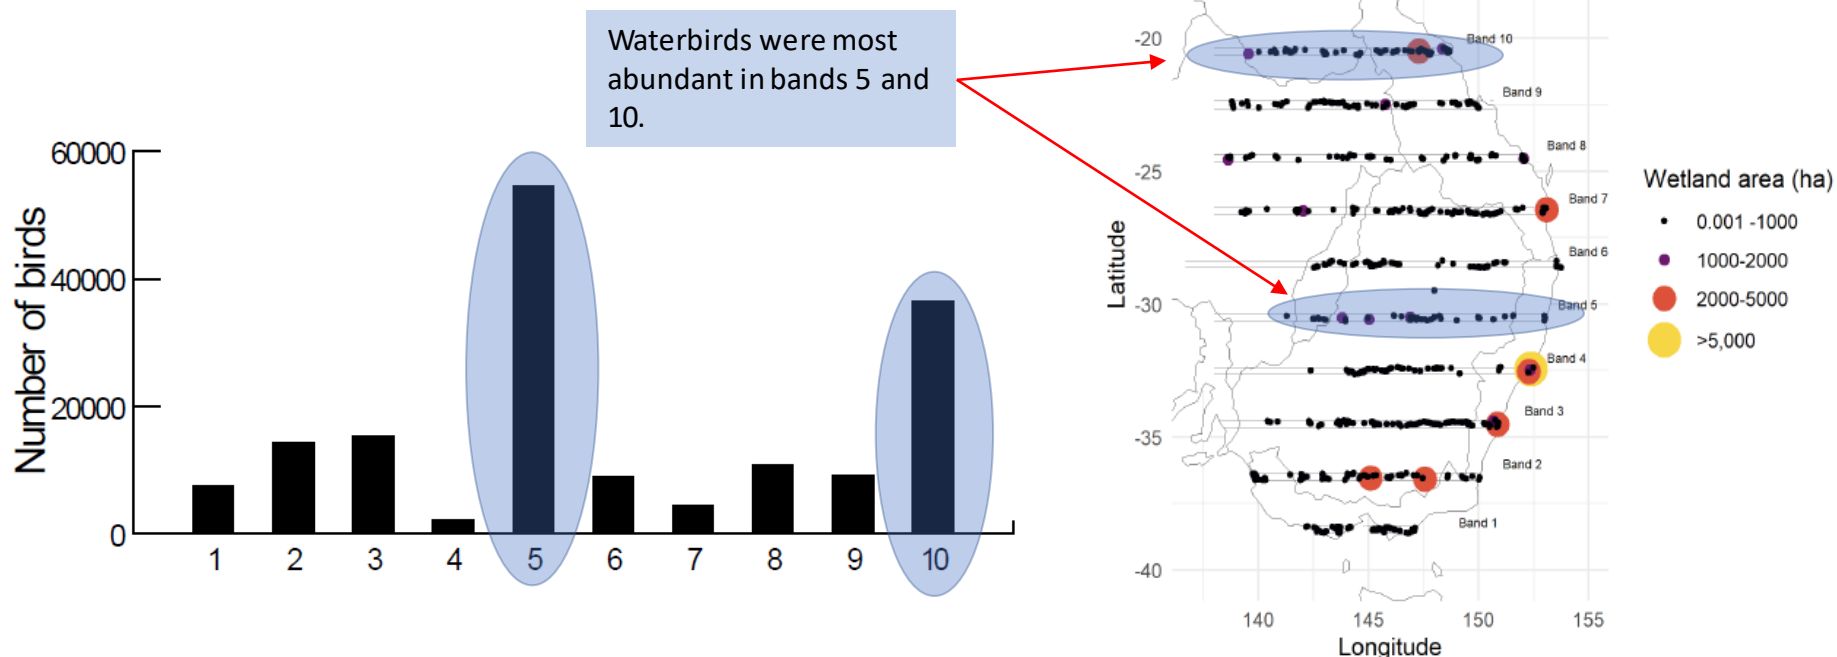 Waterbirds were most
abundant in bands 5 and
10.
Number of birds
60000
40000
20000
0
1 2 3 4 5 6 7 8 9 10
Latitude
-20
-25
-30
-35
-40
Band 10
Band 9
Band 8
Band 7
Band 6
Band 5
Band 4
Band 3
Band 2
Band 1
140 145 150 155
Longitude
Wetland area (ha)
0.001 -1000
1000-2000
2000-5000
>5,000